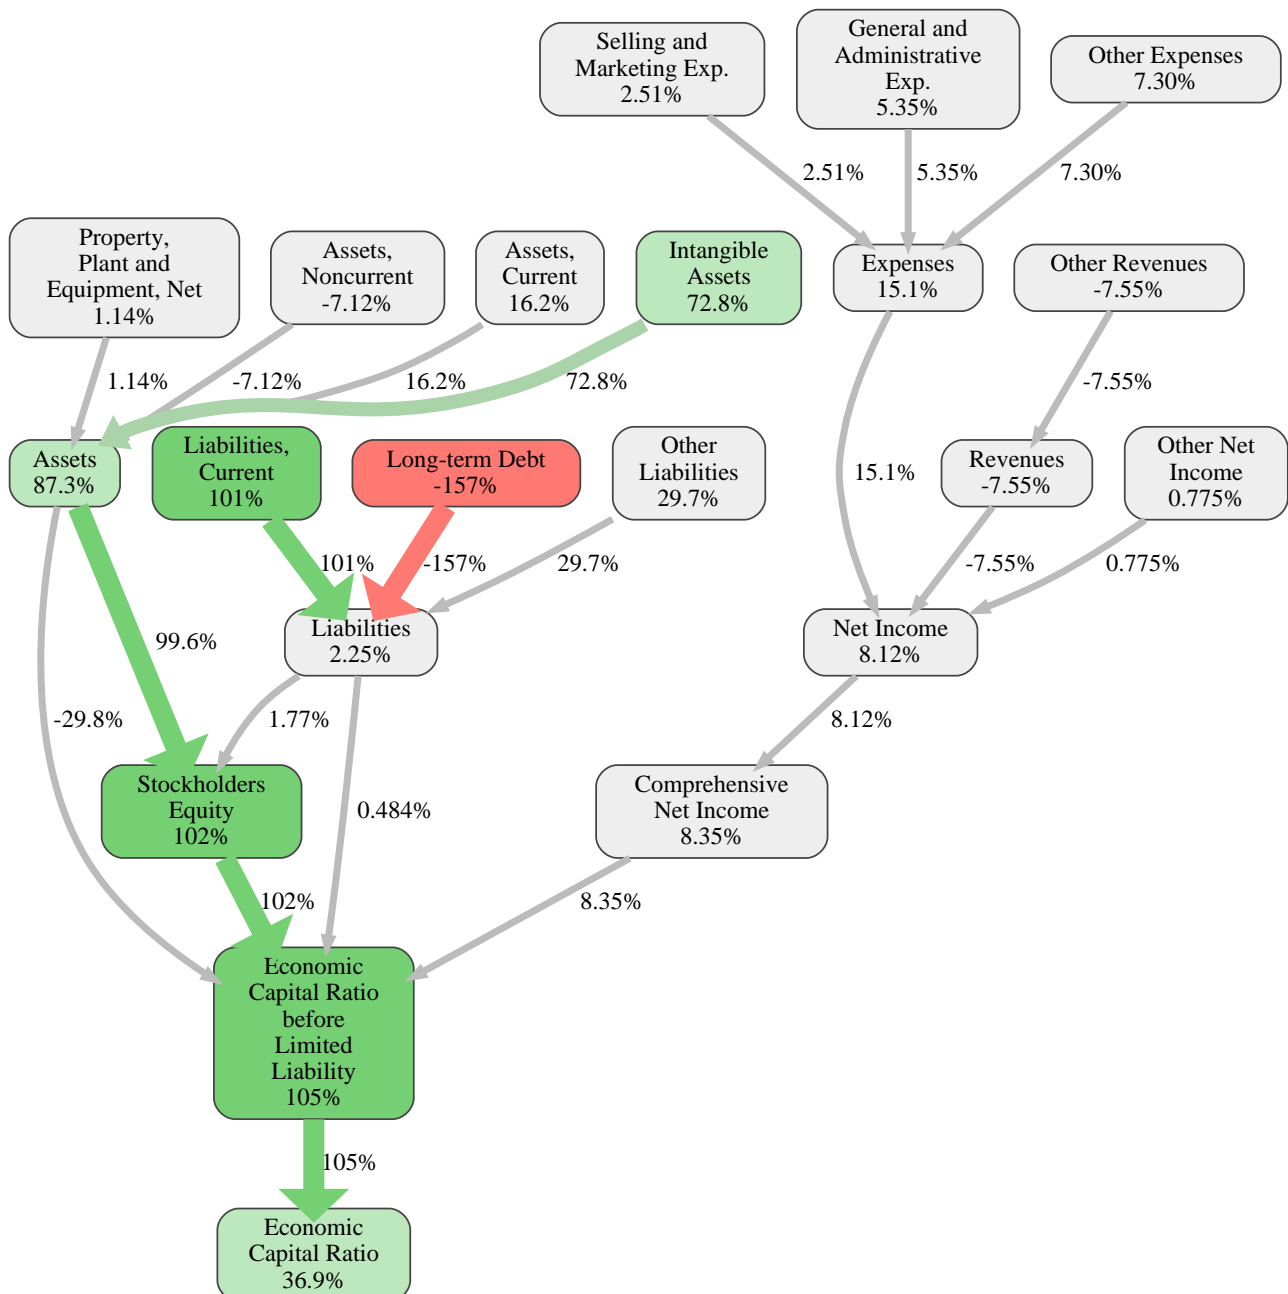 Selling and
Marketing Exp.
2.51%
General and
Administrative
Exp.
5.35%
Other Expenses
7.30%
2.51%
5.35%
7.30%
Property,
Plant and
Equipment, Net
1.14%
Assets,
Noncurrent
-7.12%
Assets,
Current
16.2%
Intangible
Assets
72.8%
Expenses
15.1%
Other Revenues
-7.55%
1.14%
-7.12%
16.2%
72.8%
-7.55%
Assets
87.3%
Liabilities,
Current
101%
Long-term Debt
-157%
Other
Liabilities
29.7%
15.1%
Revenues
-7.55%
Other Net
Income
0.775%
101%
-157%
29.7%
-7.55%
0.775%
99.6%
Liabilities
2.25%
Net Income
8.12%
-29.8%
1.77%
8.12%
Stockholders
Equity
102%
0.484%
Comprehensive
Net Income
8.35%
102%
8.35%
Economic
Capital Ratio
before
Limited
Liability
105%
105%
Economic
Capital Ratio
36.9%